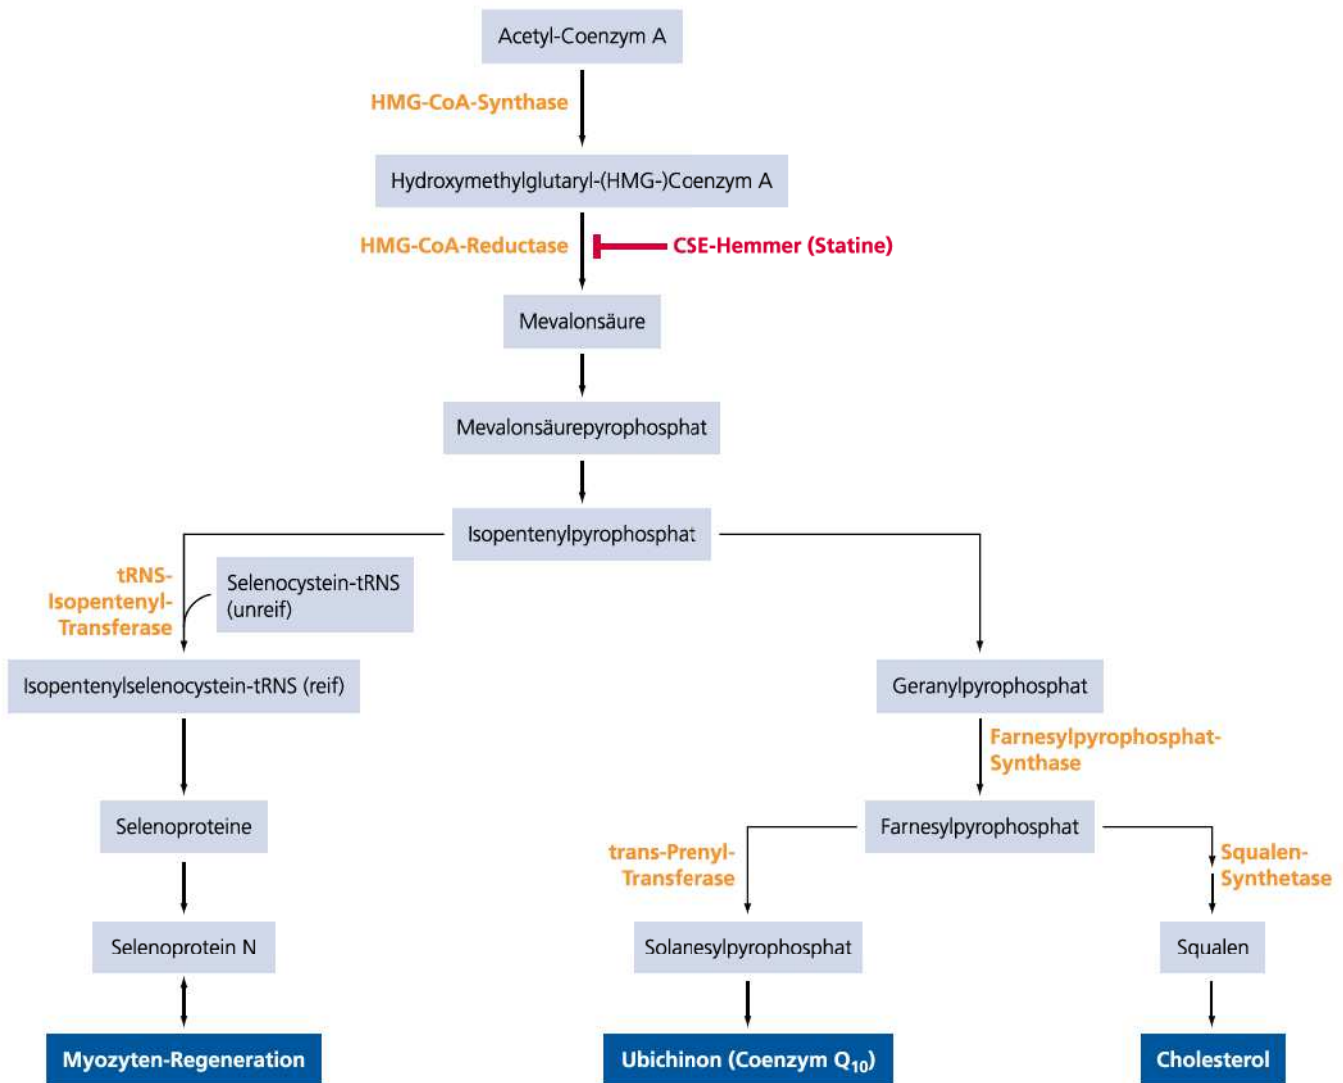 Acetyl-Coenzym A
HMG-CoA-Synthase
Hydroxymethylglutaryl-(HMG-)Coenzym A
HMG-CoA-Reductase
CSE-Hemmer (Statine)
Mevalonsäure
Mevalonsäurepyrophosphat
Isopentenylpyrophosphat
tRNS-
Isopentenyl-
Transferase
Selenocystein-tRNS
(unreif)
Isopentenylselenocystein-tRNS (reif)
Geranylpyrophosphat
Farnesylpyrophosphat-
Synthase
Selenoproteine
Farnesylpyrophosphat
trans-Prenyl-
Transferase
Squalen-
Synthetase
Selenoprotein N
Solanesylpyrophosphat
Squalen
Myozyten-Regeneration
Ubichinon (Coenzym Q₁₀)
Cholesterol